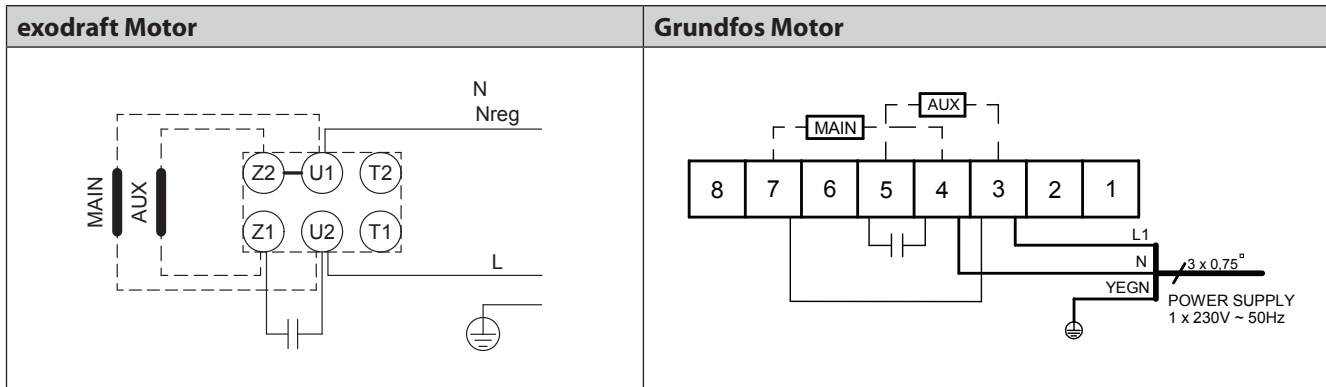 exodraft Motor
Grundfos Motor
N
Nreg
MAIN
AUX
Z2 U1 T2
Z1 U2 T1
L
AUX
MAIN
8 7 6 5 4 3 2 1
L1
N
3 x 0,75▫
YEGN
POWER SUPPLY
1 x 230V ~ 50Hz